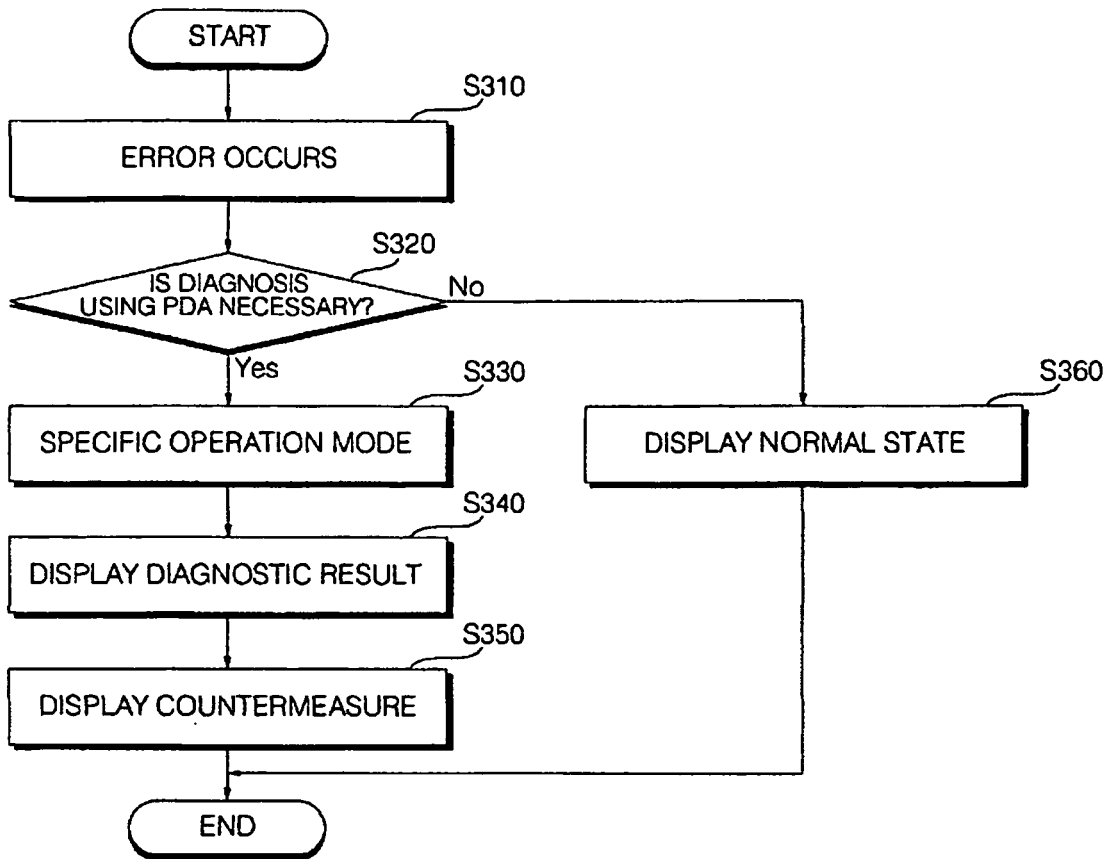 START
S310
ERROR OCCURS
S320
IS DIAGNOSIS
USING PDA NECESSARY?
No
Yes
S330
SPECIFIC OPERATION MODE
S360
DISPLAY NORMAL STATE
S340
DISPLAY DIAGNOSTIC RESULT
S350
DISPLAY COUNTERMEASURE
END